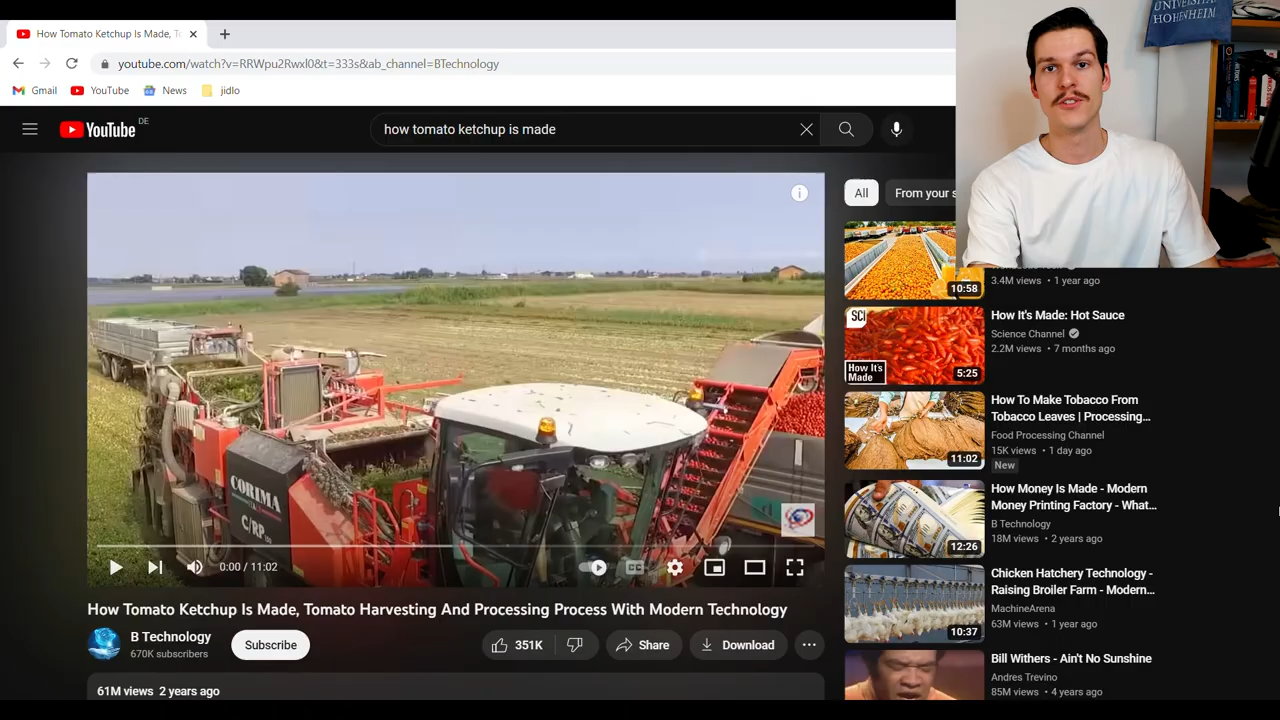 How Tomato Ketchup Is Made, T
youtube.com/watch?v=RRWpu2RwxI0&t=333s&ab_channel=BTechnology
Gmail
YouTube
News
jidlo
YouTube DE
how tomato ketchup is made
UNIVERSITÄT
HOHENHEIM
All
From your s
CORIMA
C/RP
0:00 / 11:02
How Tomato Ketchup Is Made, Tomato Harvesting And Processing Process With Modern Technology
B Technology
670K subscribers
Subscribe
351K
Share
Download
61M views 2 years ago
10:58
3.4M views • 1 year ago
SCI
How It's
Made
5:25
How It's Made: Hot Sauce
Science Channel
2.2M views • 7 months ago
11:02
How To Make Tobacco From
Tobacco Leaves | Processing...
Food Processing Channel
15K views • 1 day ago
New
12:26
How Money Is Made - Modern
Money Printing Factory - What...
B Technology
18M views • 2 years ago
10:37
Chicken Hatchery Technology -
Raising Broiler Farm - Modern...
MachineArena
63M views • 1 year ago
Bill Withers - Ain't No Sunshine
Andres Trevino
85M views • 4 years ago